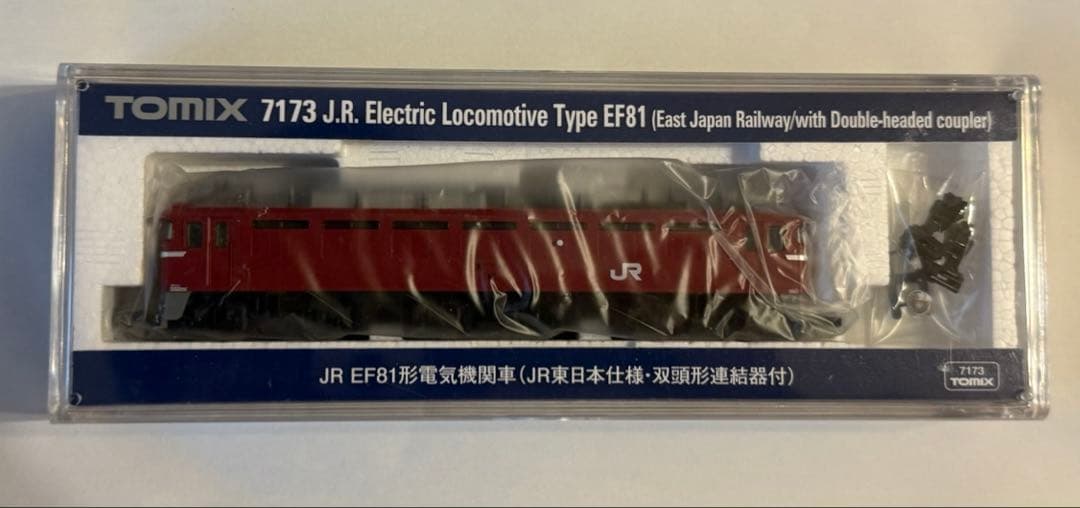 TOMIX 7173 J.R. Electric Locomotive Type EF81 (East Japan Railway/with Double-headed coupler)
JR
JR EF81形電気機関車(JR東日本仕様・双頭形連結器付)
7173
TOMIX